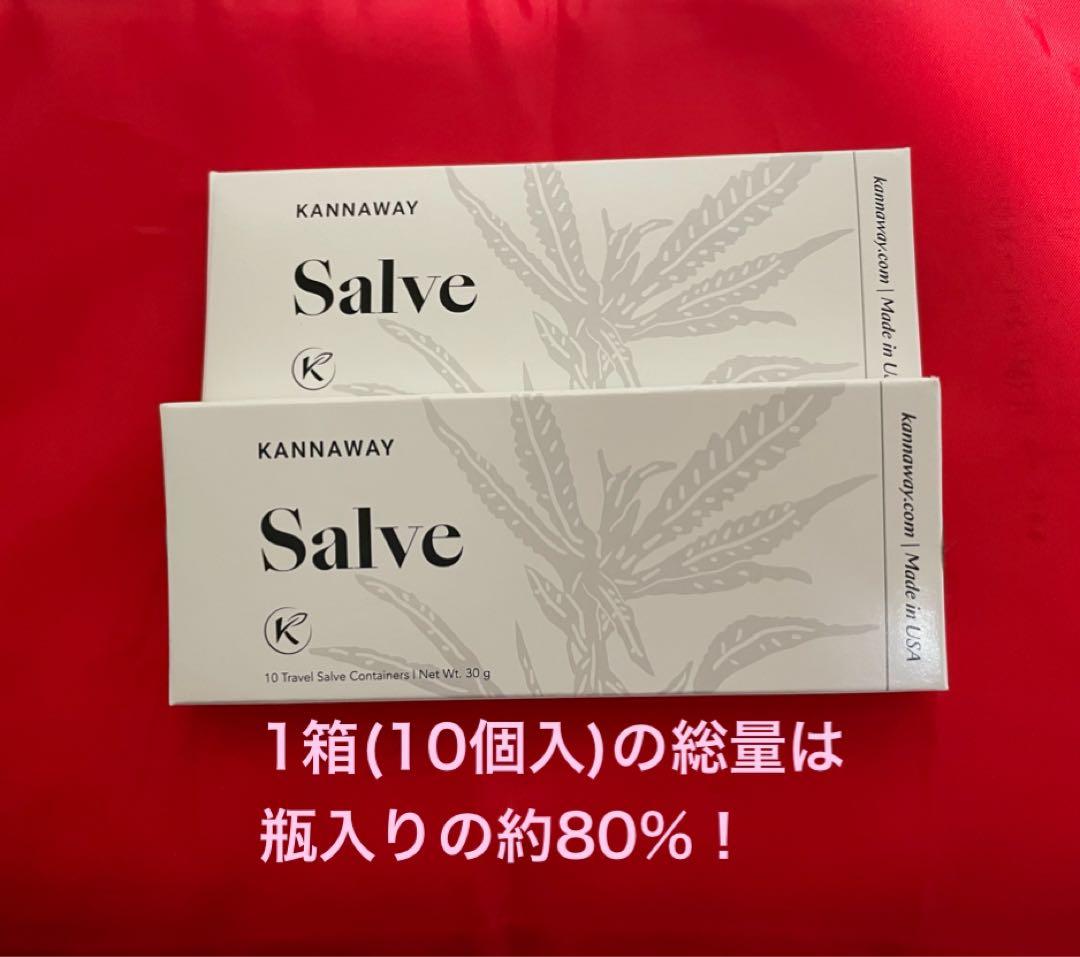 KANNAWAY
Salve
K
kannaway.com | Made in
KANNAWAY
Salve
K
10 Travel Salve Containers | Net Wt. 30 g
kannaway.com | Made in USA
1箱(10個入)の総量は
瓶入りの約80%！